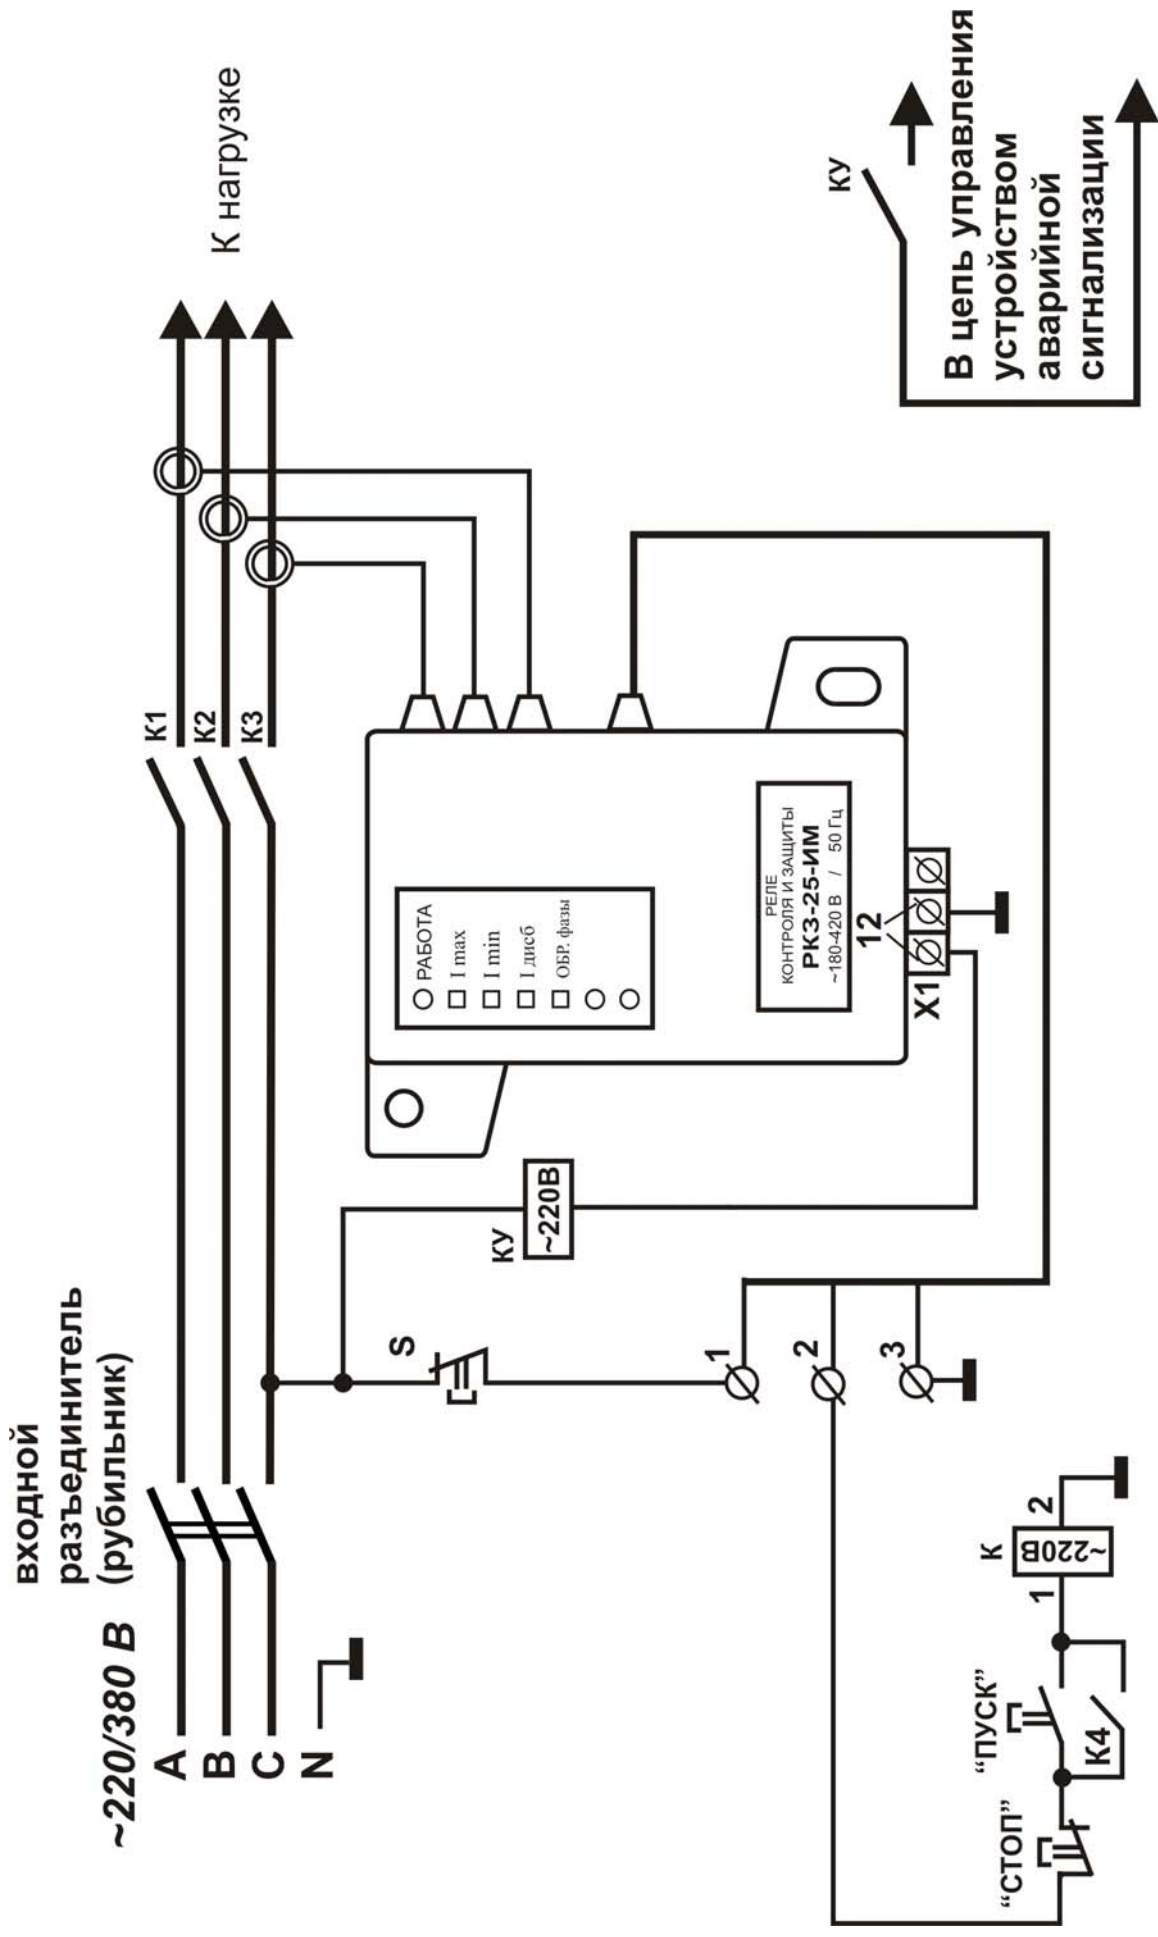 входной
разъединитель
(рубильник)
~220/380 В
А
В
С
N
К1
К2
К3
К нагрузке
РАБОТА
I max
I min
I дисб
ОБР. фазы
РЕЛЕ
КОНТРОЛЯ И ЗАЩИТЫ
РКЗ-25-ИМ
~180-420 В / 50 Гц
12
Х1
КУ
~220В
S
1
2
3
"СТОП"
"ПУСК"
К4
К
1
~220В
2
КУ
В цепь управления
устройством
аварийной
сигнализации